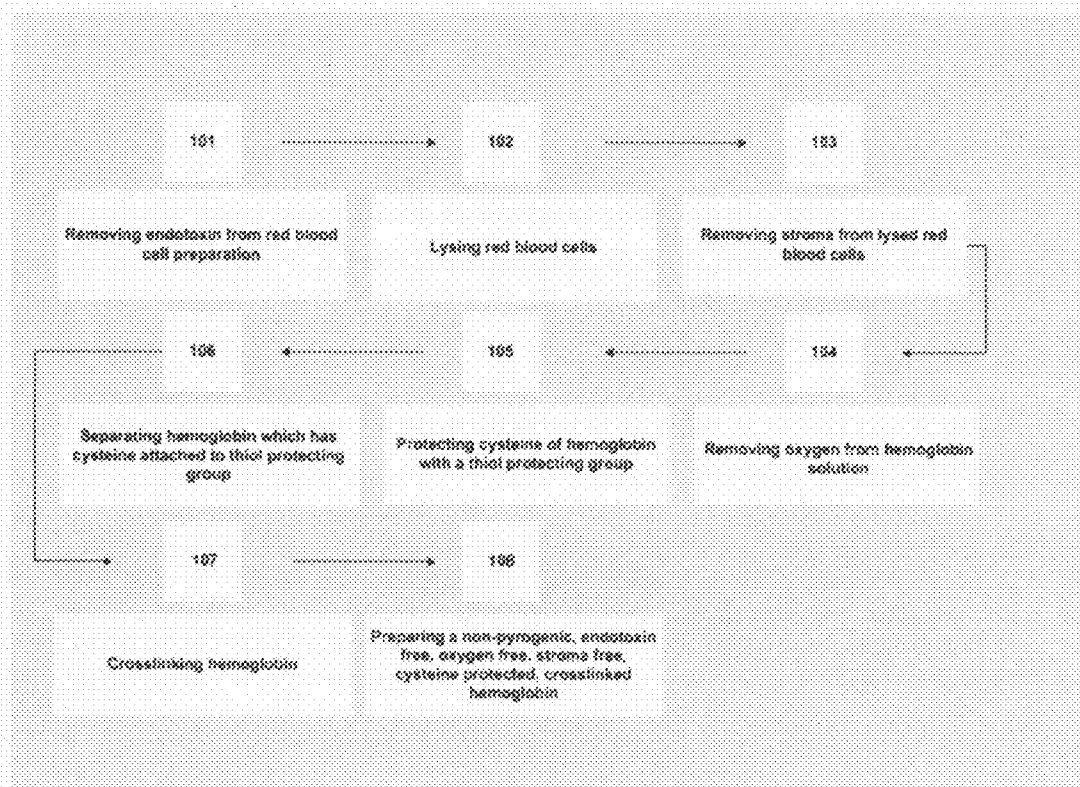 101
102
103
Removing endotoxin from red blood
cell preparation
Lysing red blood cells
Removing stroma from lysed red
blood cells
106
105
104
Separating hemoglobin which has
cysteine attached to thiol protecting
group
Protecting cysteine of hemoglobin
with a thiol protecting group
Removing oxygen from hemoglobin
solution
107
108
Crosslinking hemoglobin
Preparing a non-pyrogenic, endotoxin
free, oxygen free, stroma free,
cysteine protected, crosslinked
hemoglobin